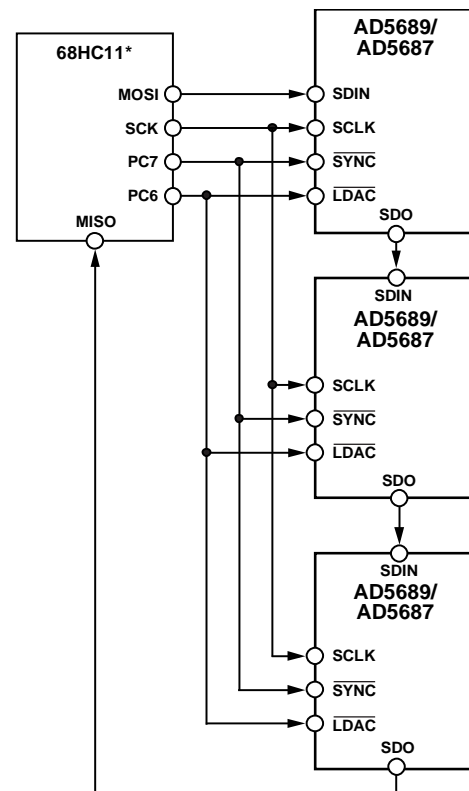 68HC11*
MOSI
SCK
PC7
PC6
MISO
AD5689/
AD5687
SDIN
SCLK
SYNC
LDAC
SDO
SDIN
AD5689/
AD5687
SCLK
SYNC
LDAC
SDO
SDIN
AD5689/
AD5687
SCLK
SYNC
LDAC
SDO